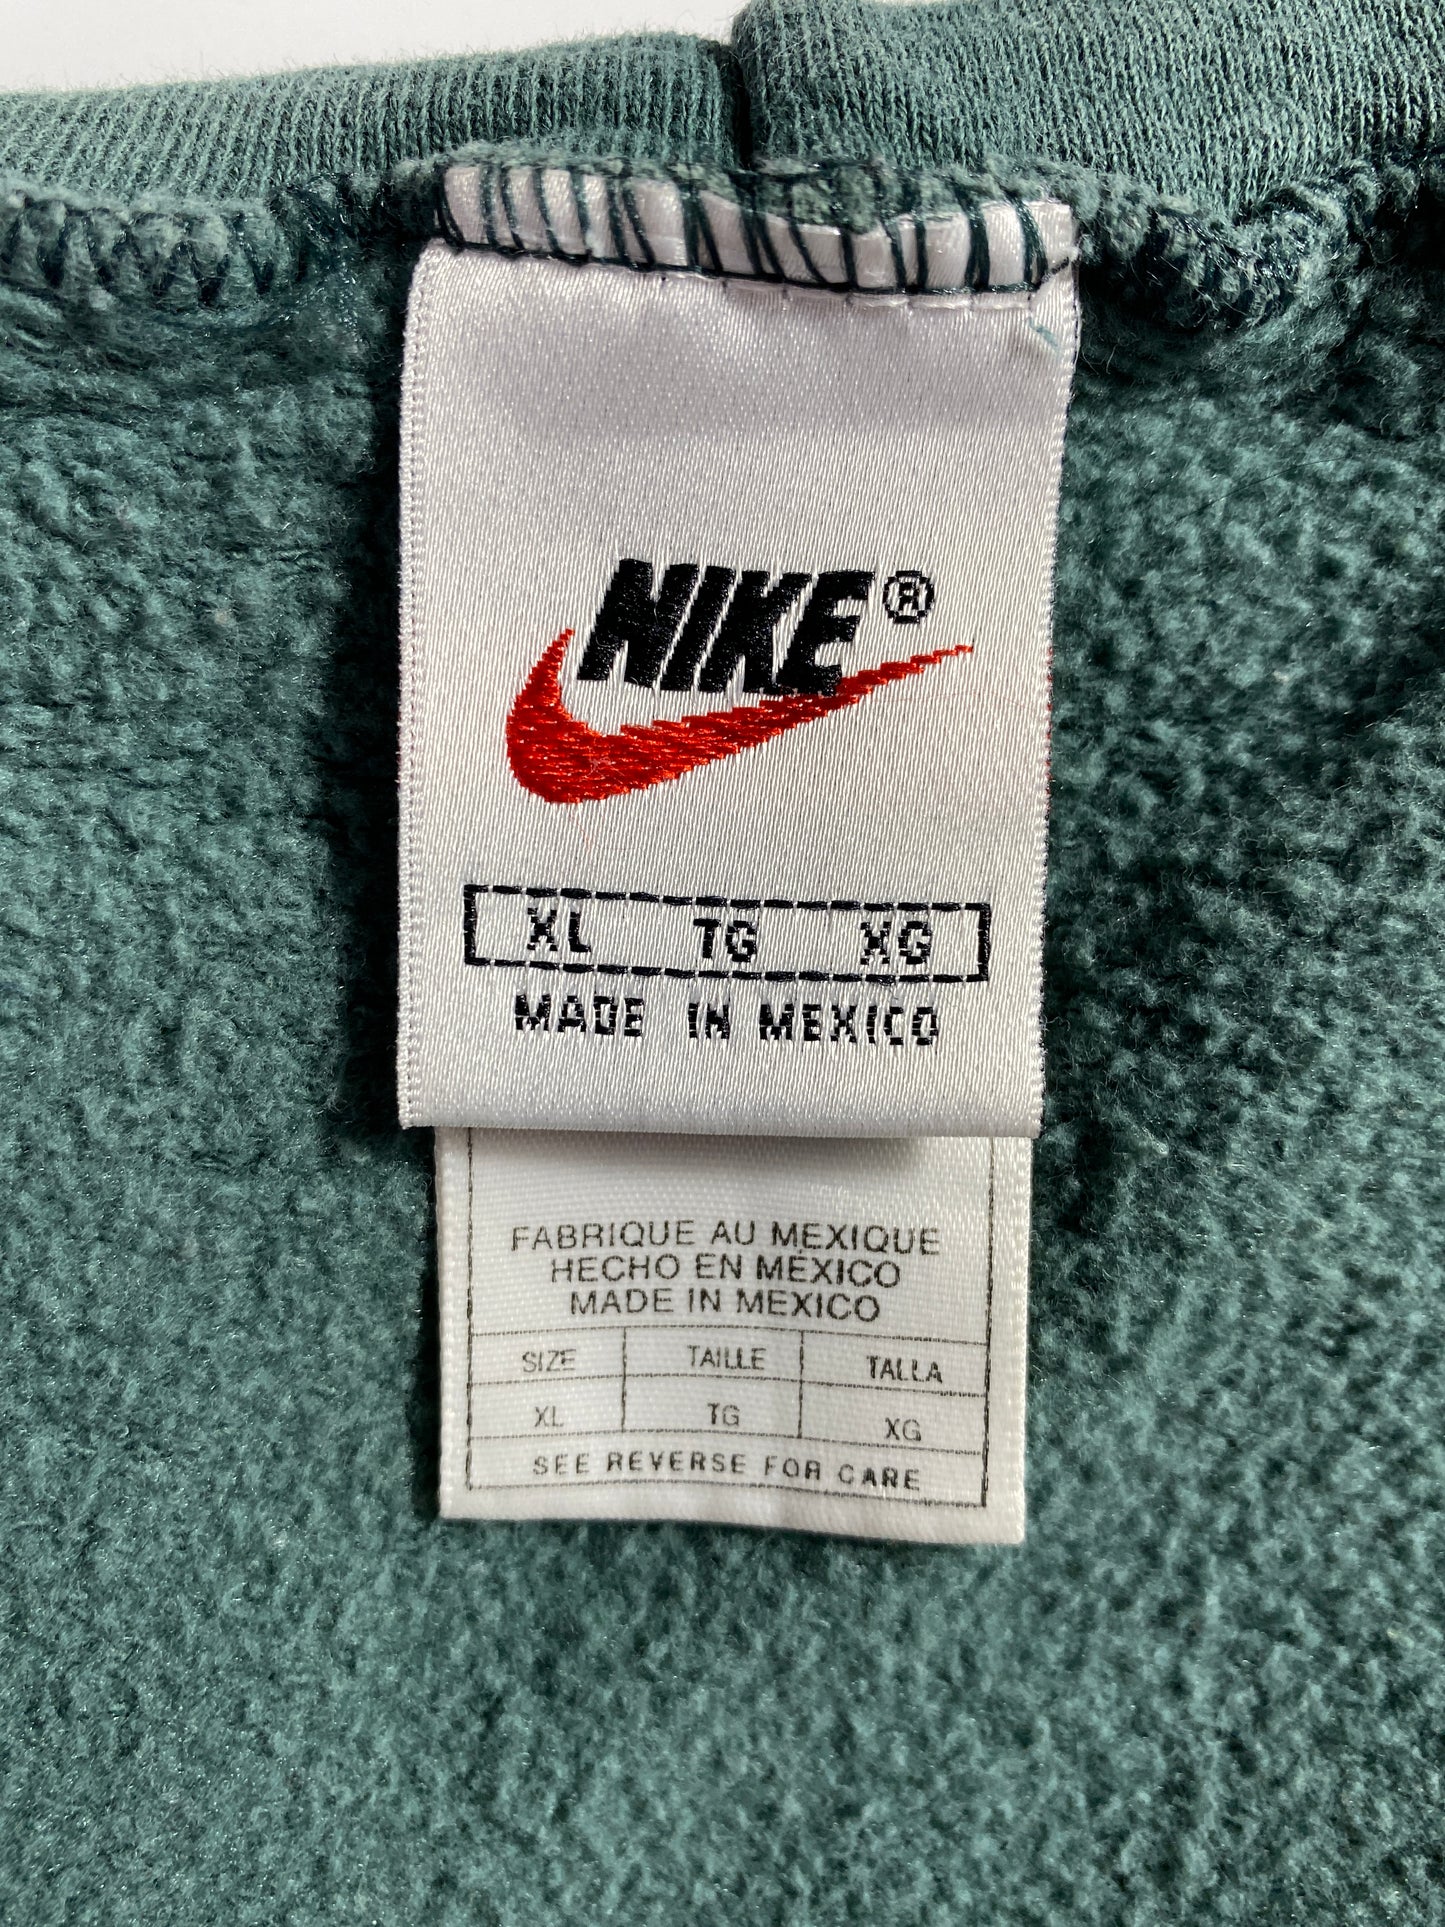 NIKE®
XL TG XG
MADE IN MEXICO
FABRIQUE AU MEXIQUE
HECHO EN MÉXICO
MADE IN MEXICO
SIZE TAILLE TALLA
XL TG XG
SEE REVERSE FOR CARE